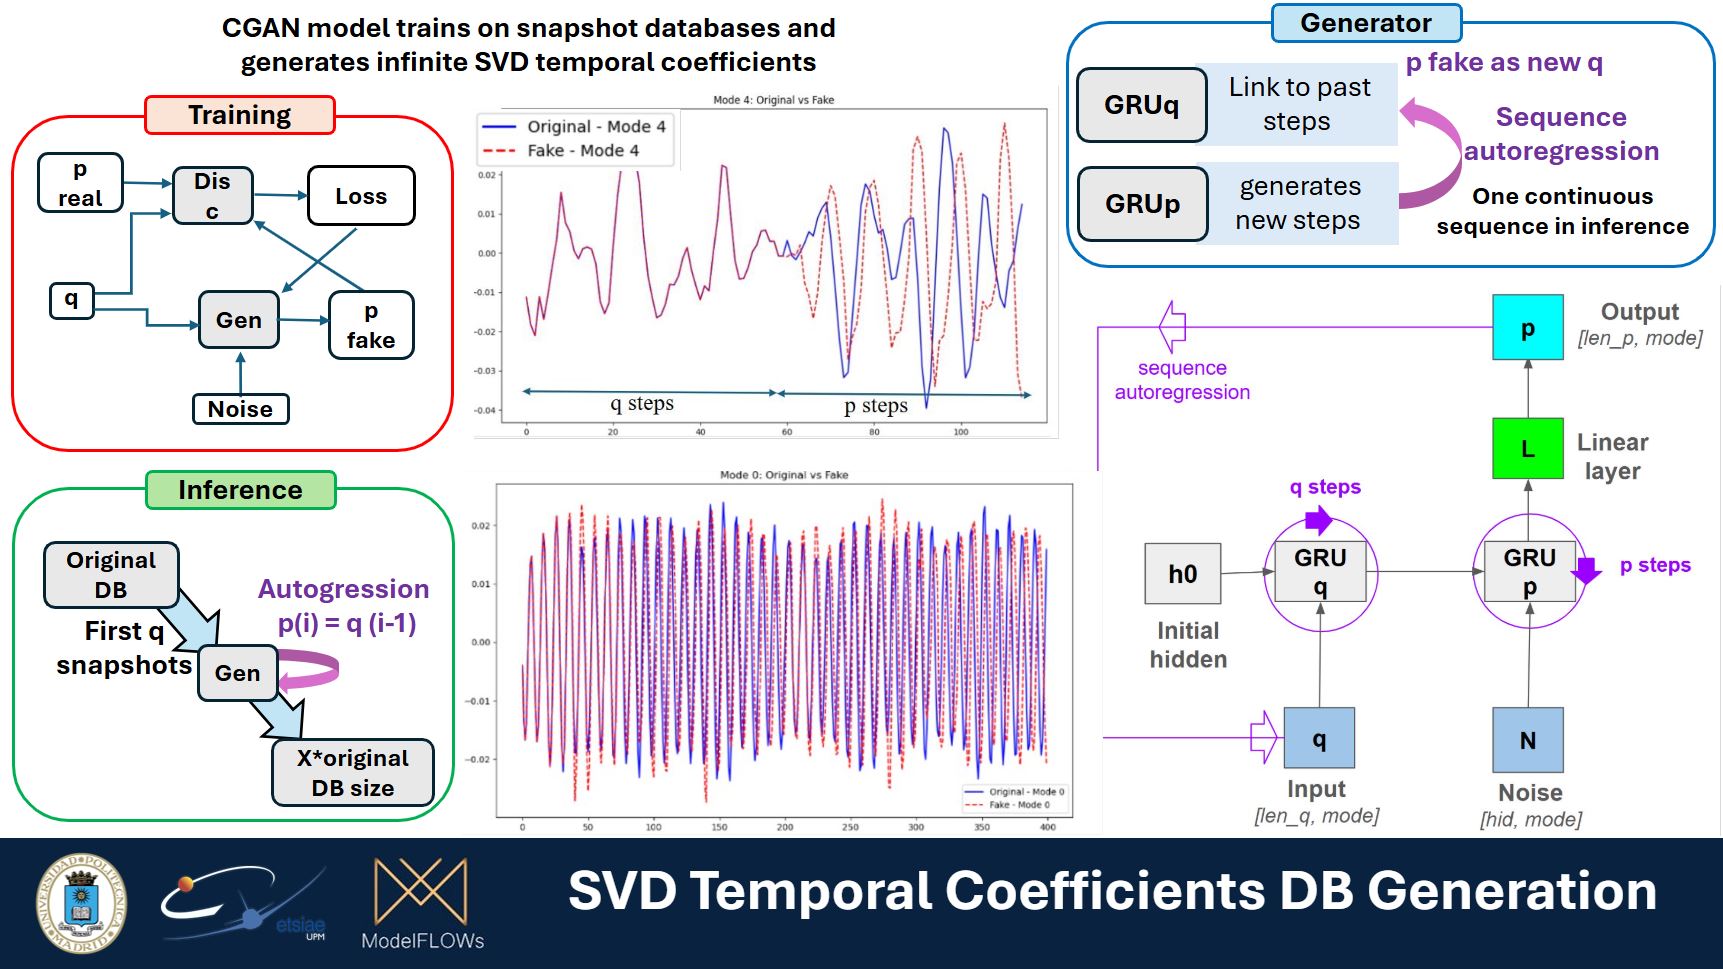 CGAN model trains on snapshot databases and
generates infinite SVD temporal coefficients
Training
p
real
Dis
c
Loss
q
Gen
p
fake
Noise
Mode 4: Original vs Fake
Original - Mode 4
Fake - Mode 4
0.02
0.01
0.00
-0.01
-0.02
-0.03
-0.04
q steps
p steps
0
20
40
60
80
100
Generator
p fake as new q
GRUq
Link to past
steps
Sequence
autoregression
GRUp
generates
new steps
One continuous
sequence in inference
Inference
Original
DB
First q
snapshots
Autogression
p(i) = q (i-1)
Gen
X*original
DB size
Mode 0: Original vs Fake
0.02
0.01
0.00
-0.01
-0.02
Original - Mode 0
Fake - Mode 0
0
50
100
150
200
250
300
350
400
p
Output
[len_p, mode]
sequence
autoregression
L
Linear
layer
q steps
h0
GRU
q
GRU
p
p steps
Initial
hidden
q
N
Input
[len_q, mode]
Noise
[hid, mode]
UNIVERSIDAD POLITÉCNICA
MADRID
etsiae
UPM
ModelFLOWs
SVD Temporal Coefficients DB Generation